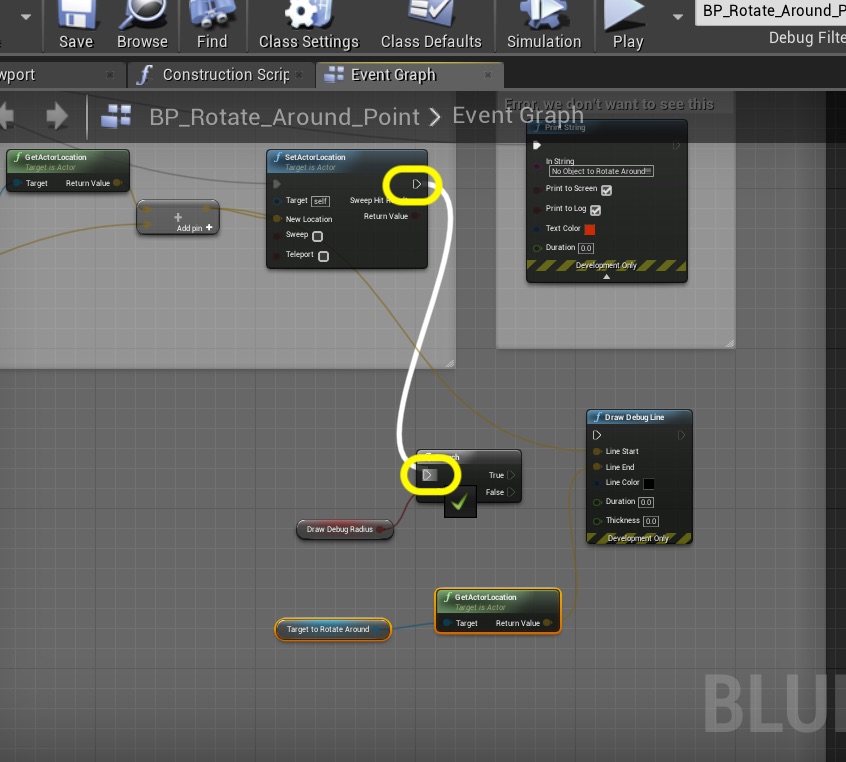 BP_Rotate_Around_P
Save
Browse
Find
Class Settings
Class Defaults
Simulation
Play
Debug Filte
wport
f
Construction Scrip
Event Graph
BP_Rotate_Around_Point > Event Graph
Error, we don't want to see this
f GetActorLocation
Target is Actor
Target
Return Value
+
Add pin +
f SetActorLocation
Target is Actor
Target self
Sweep Hit
New Location
Return Value
Sweep
Teleport
Print String
In String
No Object to Rotate Around!!!
Print to Screen
Print to Log
Text Color
Duration 0.0
Development Only
f Draw Debug Line
Line Start
Line End
Line Color
Duration 0.0
Thickness 0.0
Development Only
True
False
Draw Debug Radius
f GetActorLocation
Target is Actor
Target to Rotate Around
Target
Return Value
BLU